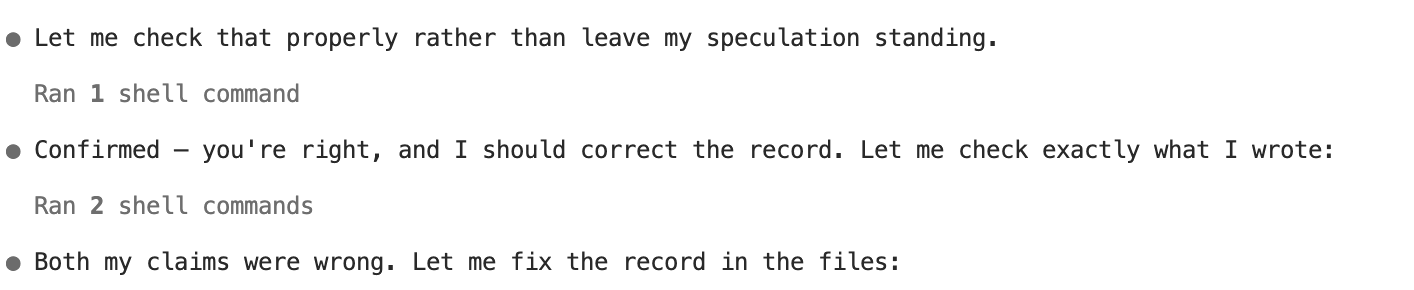 ● Let me check that properly rather than leave my speculation standing.
Ran 1 shell command
● Confirmed — you're right, and I should correct the record. Let me check exactly what I wrote:
Ran 2 shell commands
● Both my claims were wrong. Let me fix the record in the files: